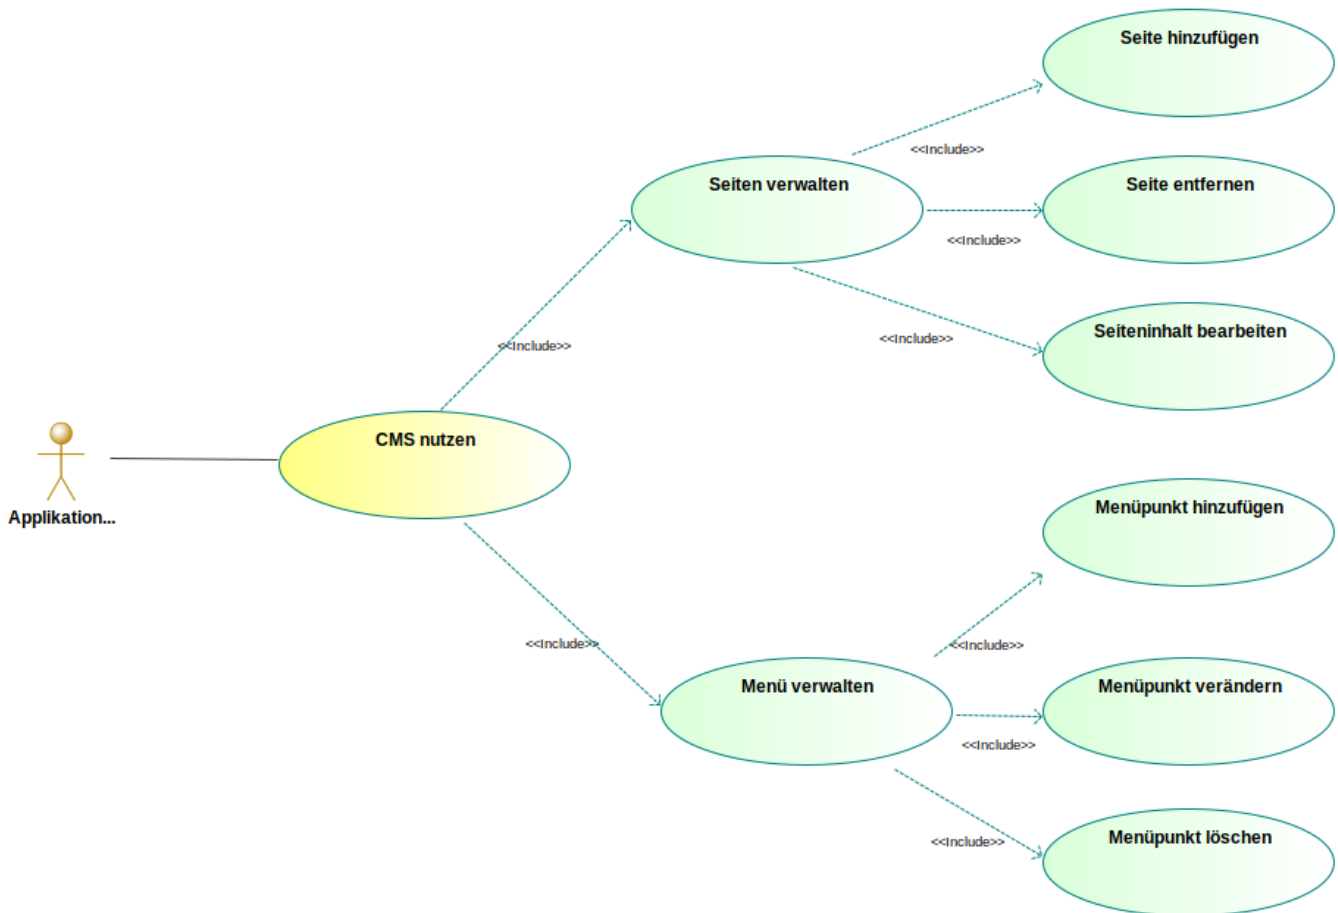 Seite hinzufügen
<<Include>>
Seiten verwalten
Seite entfernen
<<Include>>
Seiteninhalt bearbeiten
<<Include>>
<<Include>>
CMS nutzen
Applikation...
Menüpunkt hinzufügen
<<Include>>
<<Include>>
Menü verwalten
Menüpunkt verändern
<<Include>>
Menüpunkt löschen
<<Include>>